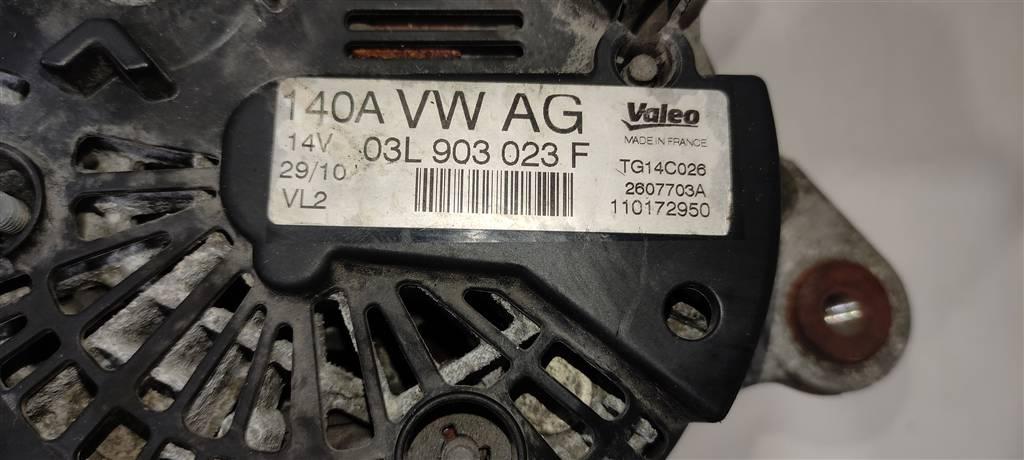 140A VW AG
14V 03L 903 023 F
29/10
VL2
Valeo
MADE IN FRANCE
TG14C026
2607703A
110172950